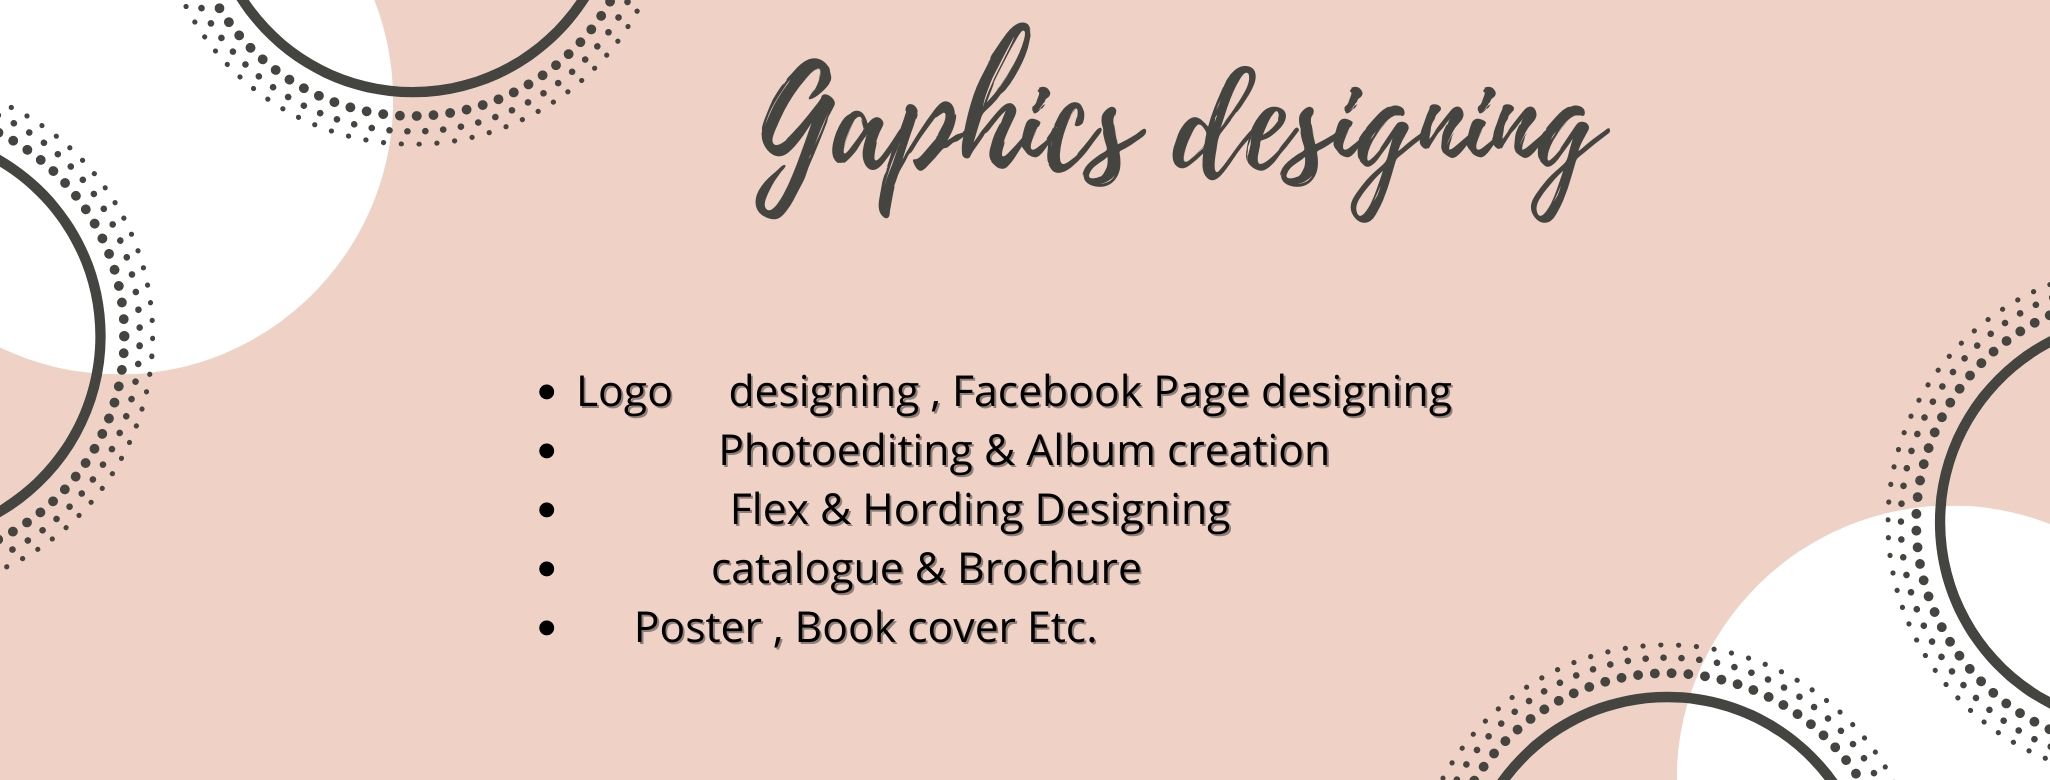 Gaphics designing
• Logo designing , Facebook Page designing
• Photoediting & Album creation
• Flex & Hording Designing
• catalogue & Brochure
• Poster , Book cover Etc.